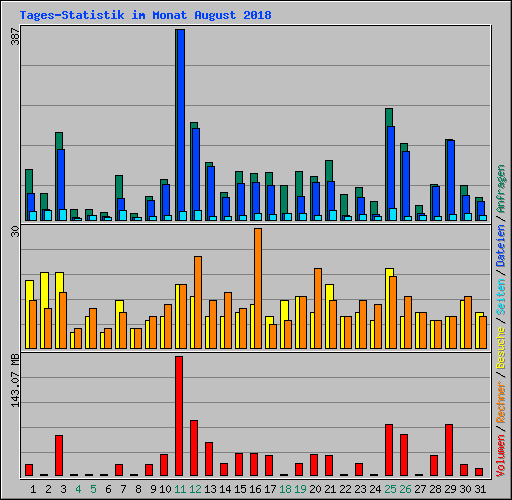 Tages-Statistik im Monat August 2018
387
30
143.07 MB
Volumen / Rechner / Besuche / Seiten / Dateien / Anfragen
1 2 3 4 5 6 7 8 9 10 11 12 13 14 15 16 17 18 19 20 21 22 23 24 25 26 27 28 29 30 31